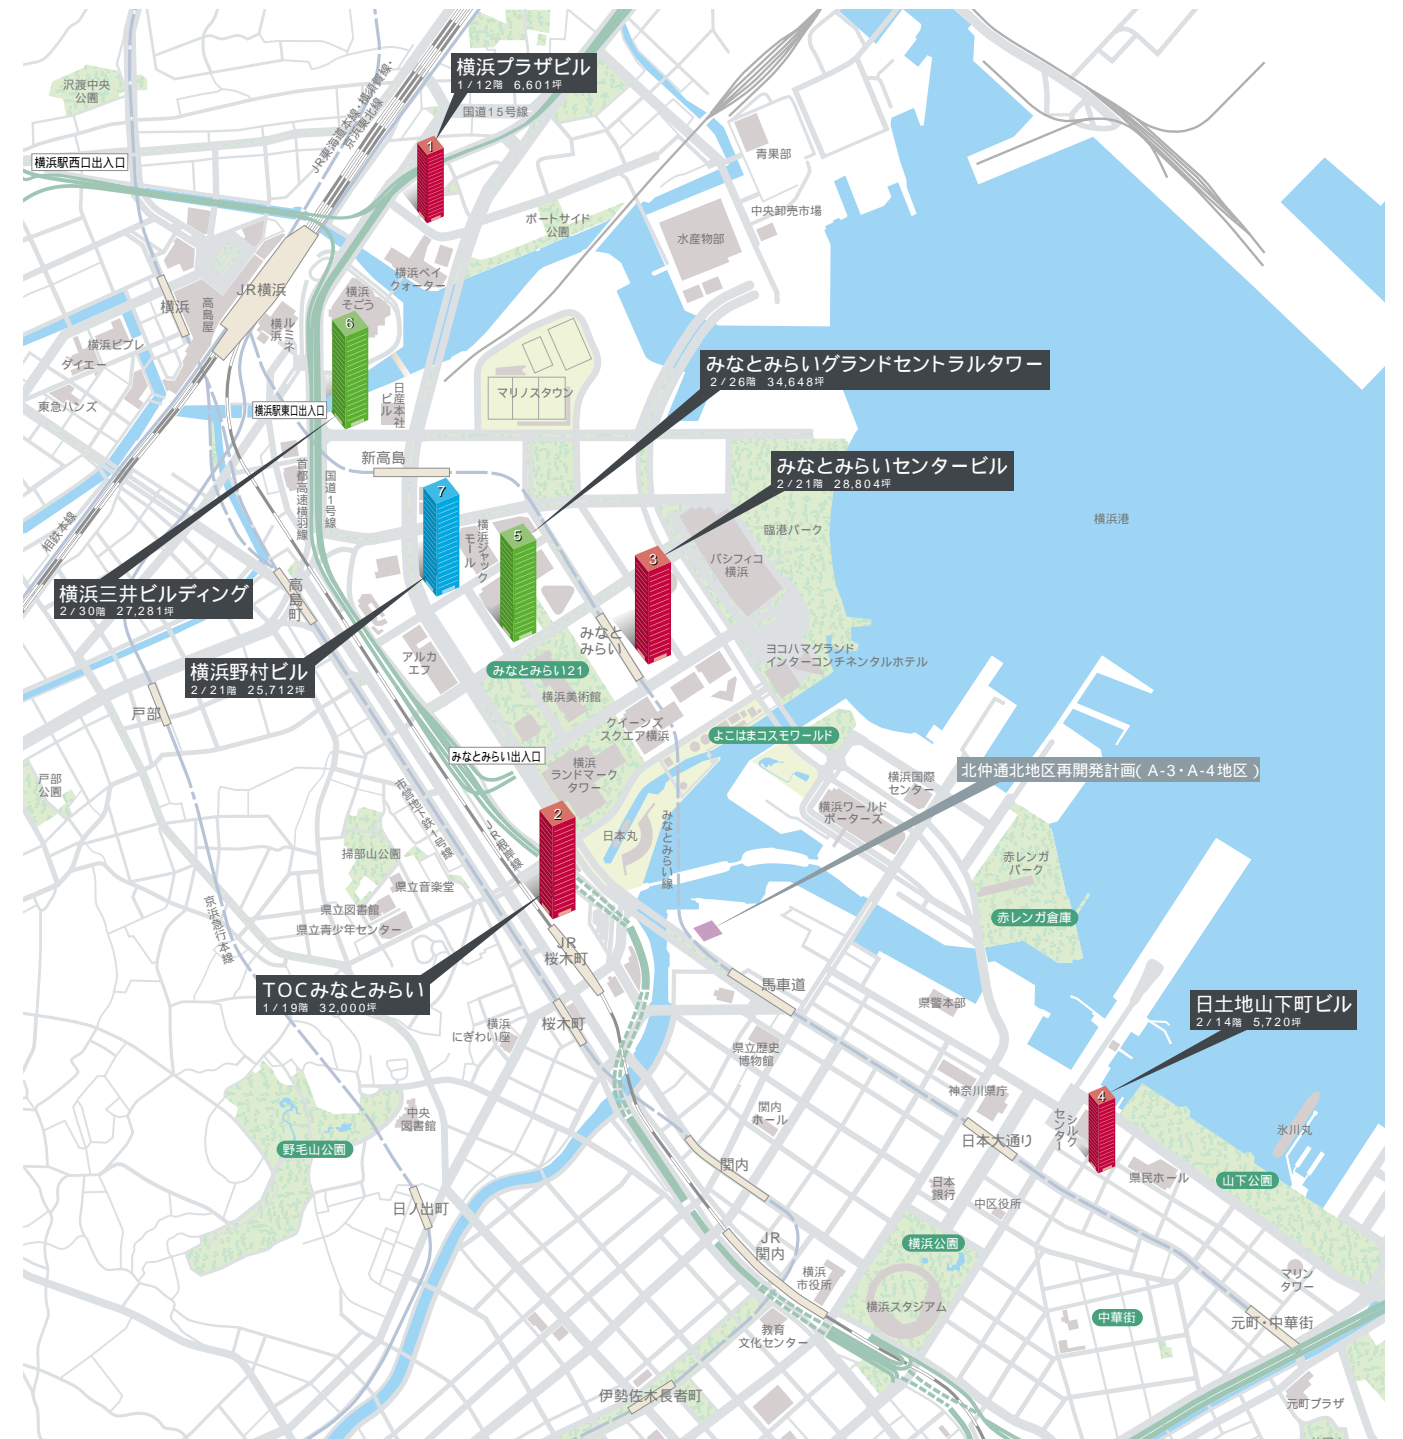 横浜プラザビル
1/12階 6,601坪
沢渡中央
公園
JR東海道本線・横須賀線・
京浜東北線
国道15号線
横浜駅西口出入口
1
青果部
中央卸売市場
ポートサイド
公園
水産物部
横浜ベイ
クォーター
JR横浜
横浜
高島屋
横浜
そごう
横浜
ルミネ
6
横浜ビブレ
ダイエー
東急ハンズ
横浜駅東口出入口
日産本社
ビル
マリノスタウン
みなとみらいグランドセントラルタワー
2/26階 34,648坪
新高島
みなとみらいセンタービル
2/21階 28,804坪
首都高速横羽線
国道1号線
相鉄本線
7
横浜ジャック
モール
5
3
臨港パーク
パシフィコ
横浜
横浜港
横浜三井ビルディング
2/30階 27,281坪
高島町
みなと
みらい
アルカ
エフ
横浜野村ビル
2/21階 25,712坪
みなとみらい21
横浜美術館
ヨコハマグランド
インターコンチネンタルホテル
戸部
クイーンズ
スクエア横浜
よこはまコスモワールド
みなとみらい出入口
横浜
ランドマーク
タワー
北仲通北地区再開発計画( A-3・A-4地区 )
戸部
公園
市営地下鉄1号線
JR根岸線
横浜国際
センター
横浜ワールド
ポーターズ
2
日本丸
みなとみらい線
掃部山公園
赤レンガ
パーク
県立音楽堂
県立図書館
県立青少年センター
赤レンガ倉庫
京浜急行本線
JR
桜木町
TOCみなとみらい
1/19階 32,000坪
馬車道
県警本部
日土地山下町ビル
2/14階 5,720坪
桜木町
横浜
にぎわい座
県立歴史
博物館
神奈川県庁
4
関内
ホール
中央
図書館
シルク
センター
氷川丸
野毛山公園
日本大通り
関内
県民ホール
山下公園
日本
銀行
中区役所
日ノ出町
JR
関内
横浜公園
横浜
市役所
マリン
タワー
横浜スタジアム
中華街
元町・中華街
教育
文化センター
伊勢佐木長者町
元町プラザ